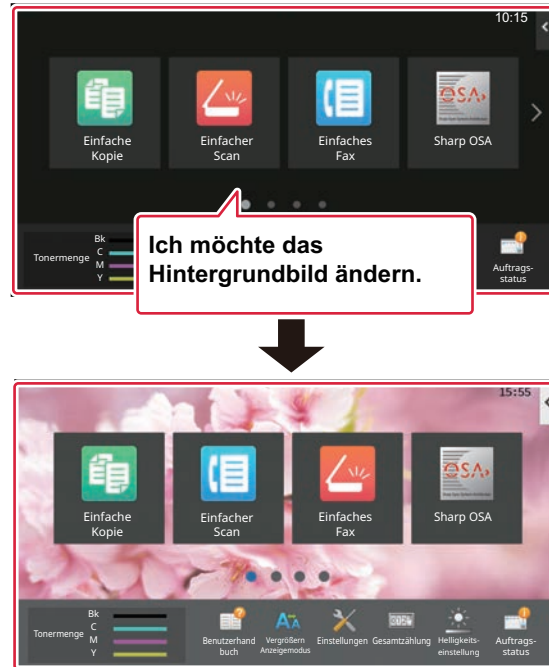 10:15
Einfache
Kopie
Einfacher
Scan
Einfaches
Fax
OSA
Sharp OSA
Ich möchte das
Hintergrundbild ändern.
Tonermenge
Bk
C
M
Y
Auftrags-
status
15:55
Einfache
Kopie
Einfacher
Scan
Einfaches
Fax
OSA
Sharp OSA
Tonermenge
Bk
C
M
Y
Benutzerhand
buch
Vergrößern
Anzeigemodus
Einstellungen
Gesamtzählung
Helligkeits-
einstellung
Auftrags-
status